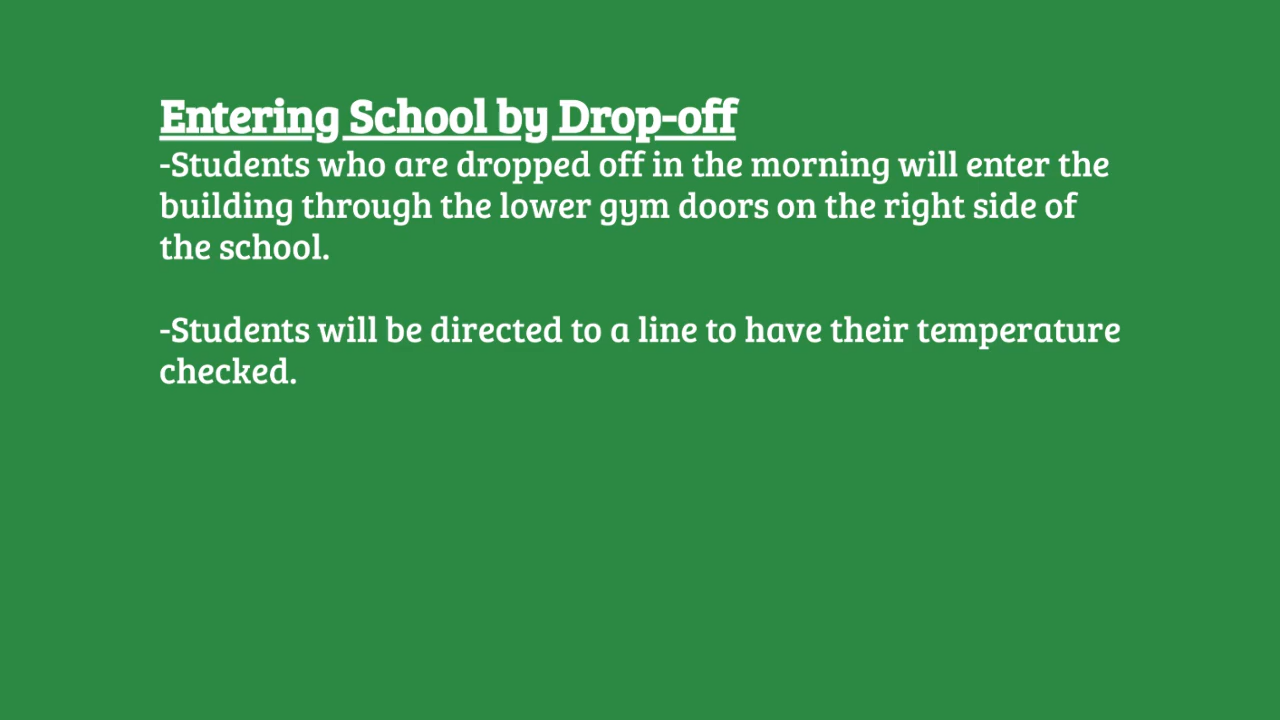 Entering School by Drop-off
-Students who are dropped off in the morning will enter the
building through the lower gym doors on the right side of
the school.
-Students will be directed to a line to have their temperature
checked.